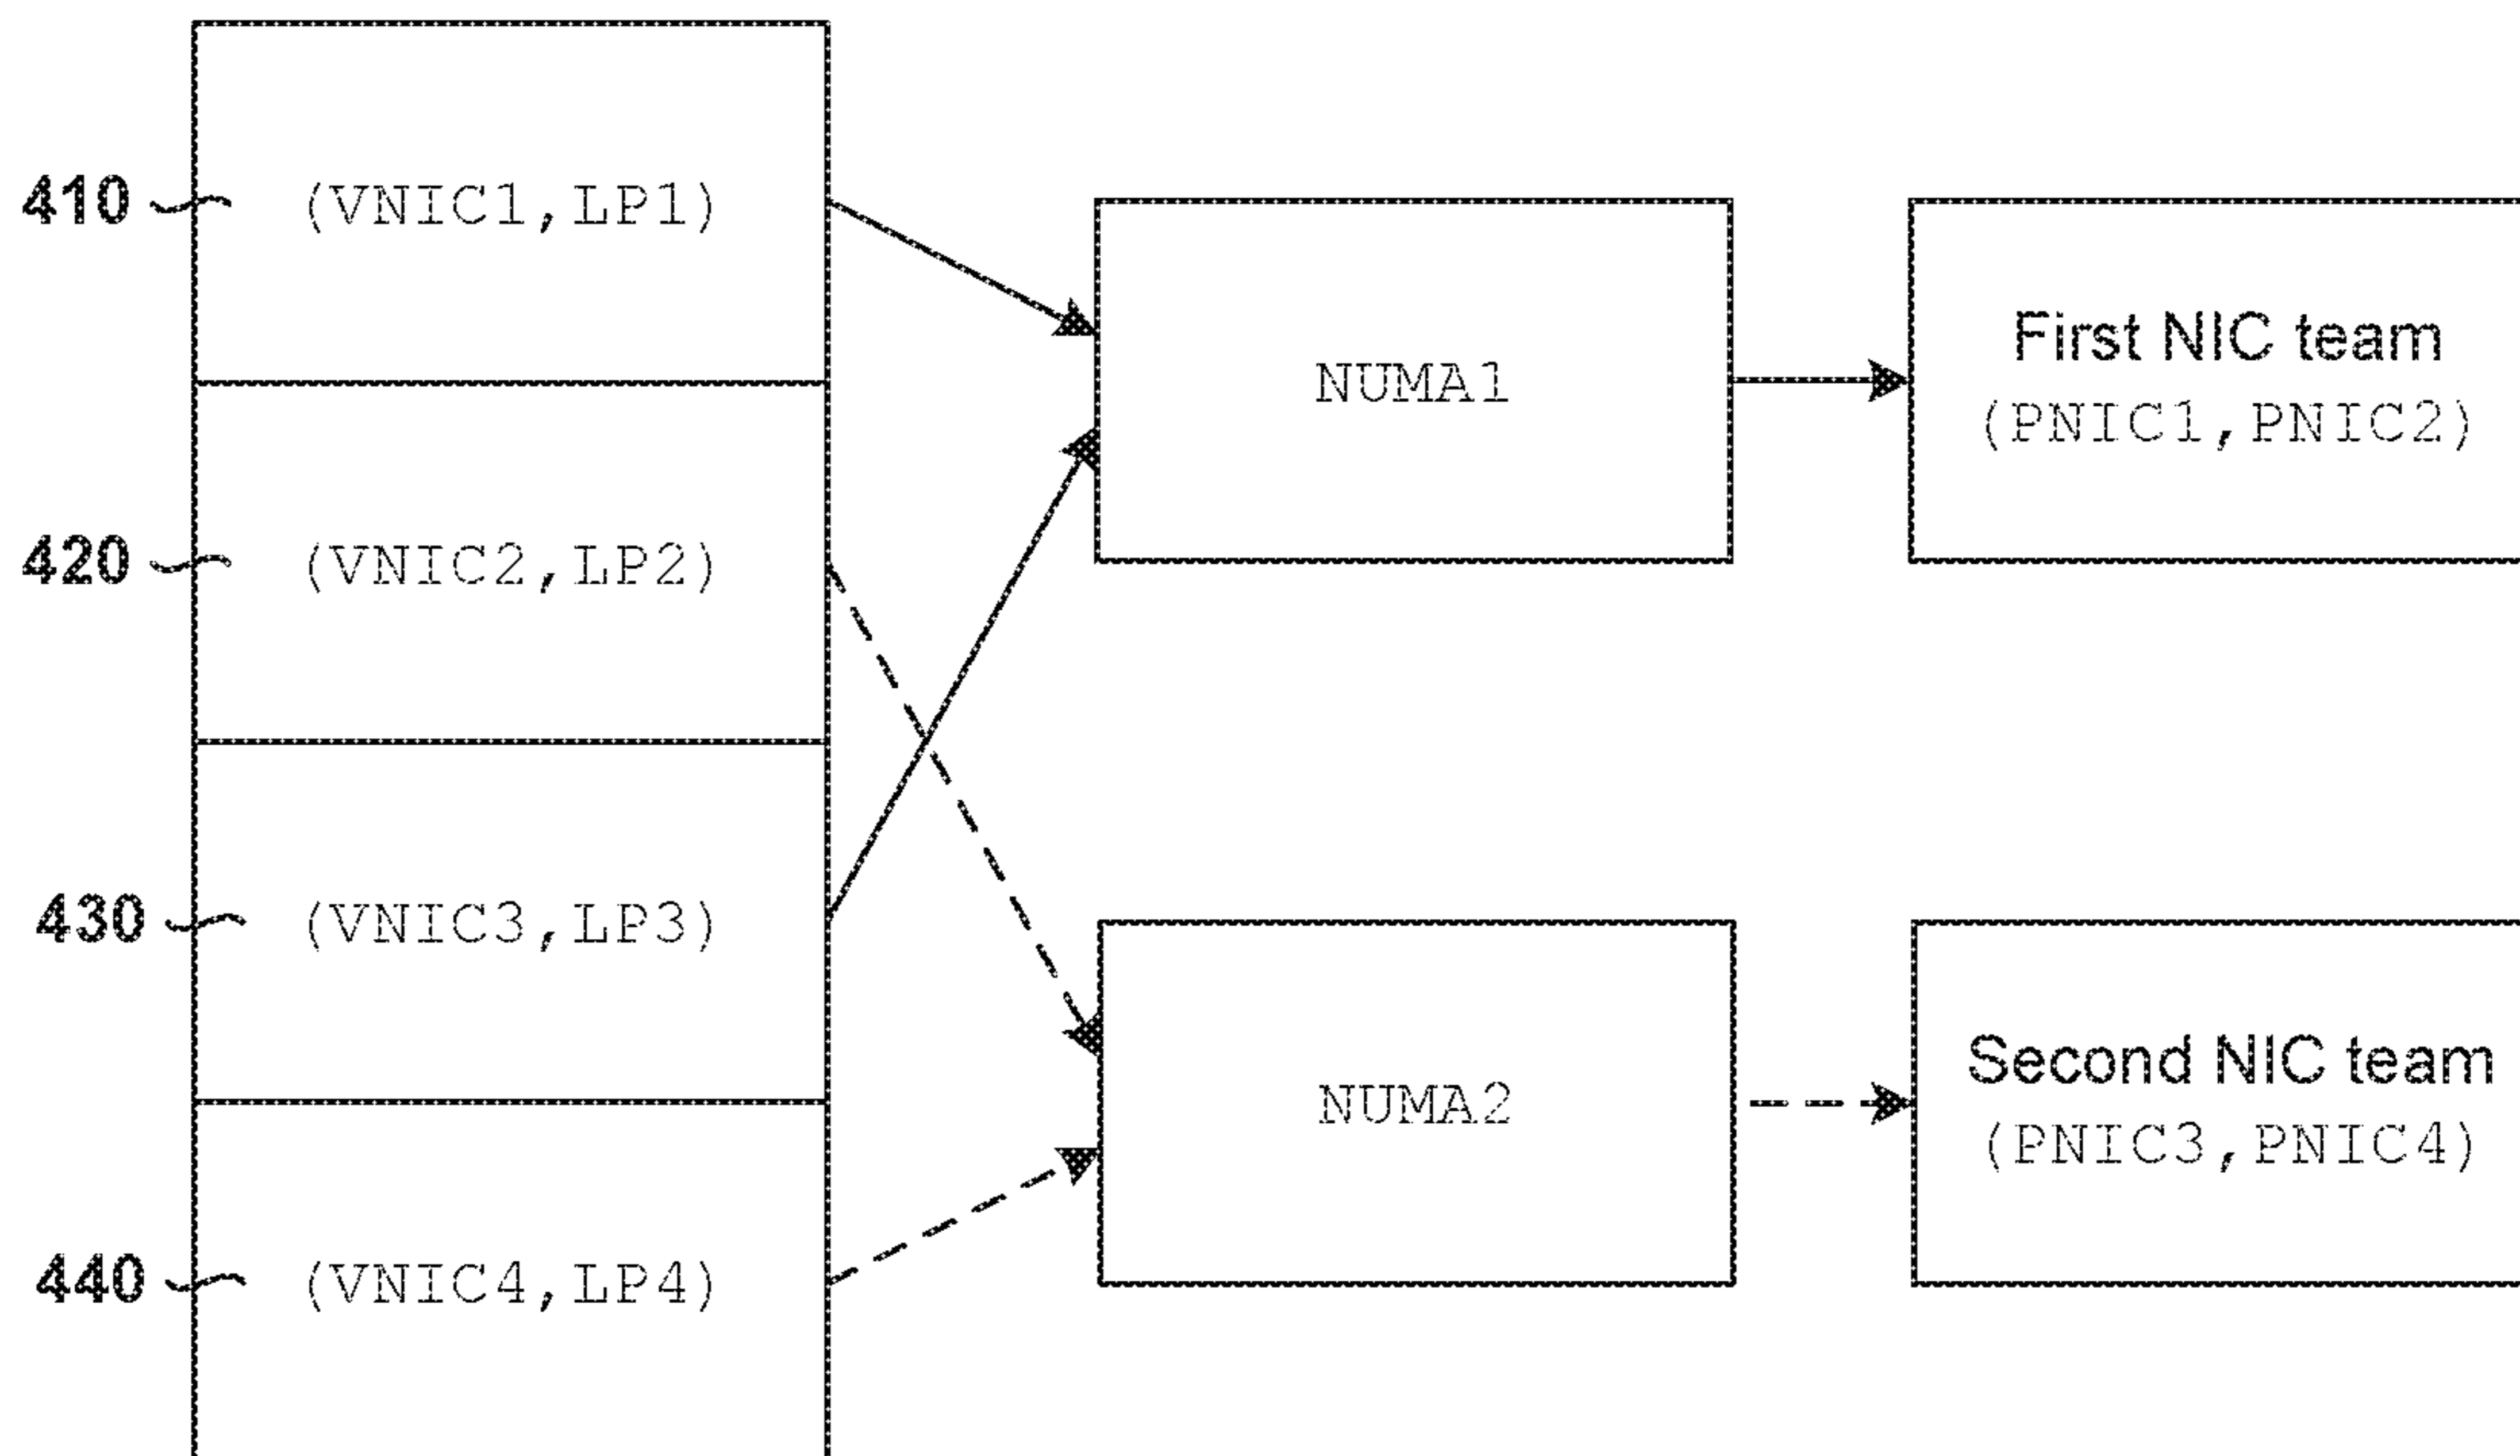 410 (VNIC1,LP1)
420 (VNIC2,LP2)
430 (VNIC3,LP3)
440 (VNIC4,LP4)
NUMA1
NUMA2
First NIC team
(PNIC1,PNIC2)
Second NIC team
(PNIC3,PNIC4)